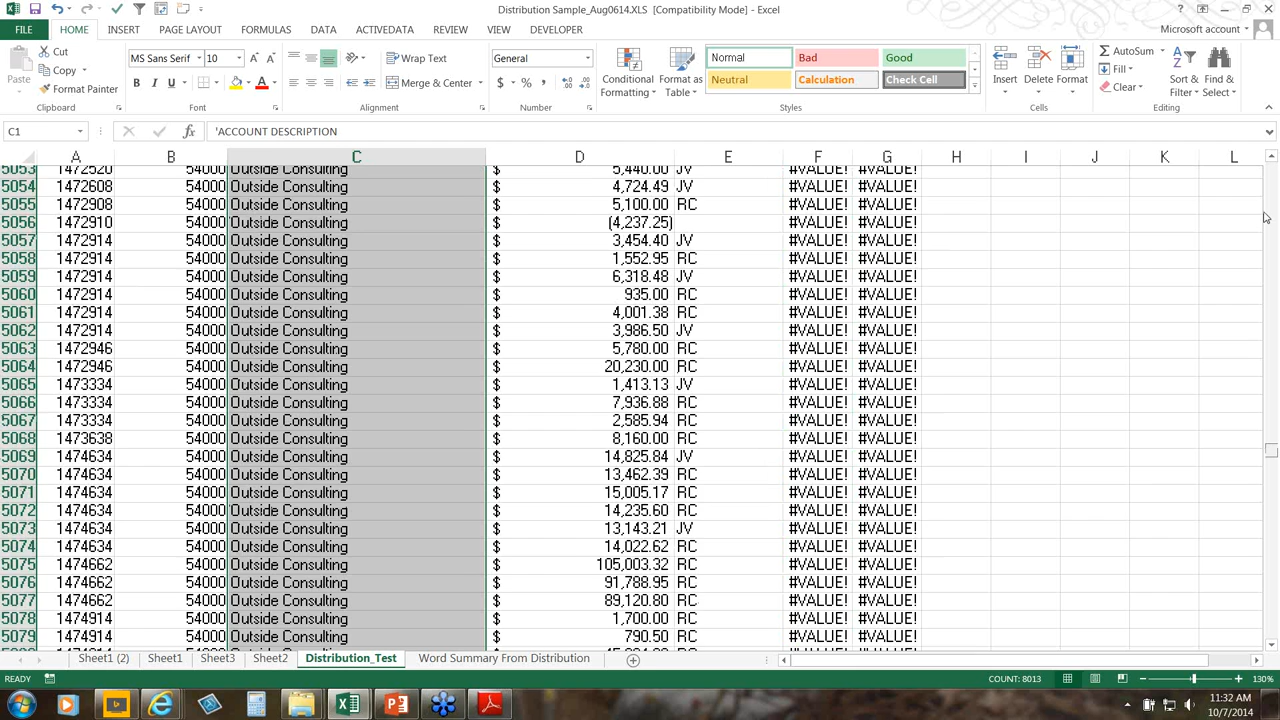 Distribution Sample_Aug0614.XLS [Compatibility Mode] - Excel
FILE HOME INSERT PAGE LAYOUT FORMULAS DATA ACTIVEDATA REVIEW VIEW DEVELOPER Microsoft account
Paste Cut Copy Format Painter
MS Sans Serif 10 Wrap Text General
B I U A Merge & Center $ % ,
Conditional Formatting Format as Table
Normal Bad Good
Neutral Calculation Check Cell
Insert Delete Format
AutoSum Fill Clear Sort & Filter Find & Select
Clipboard Font Alignment Number Styles Cells Editing
C1 fx 'ACCOUNT DESCRIPTION
A B C D E F G H I J K L
5053 1472520 54000 Outside Consulting $ 5,440.00 JV #VALUE! #VALUE!
5054 1472608 54000 Outside Consulting $ 4,724.49 JV #VALUE! #VALUE!
5055 1472908 54000 Outside Consulting $ 5,100.00 RC #VALUE! #VALUE!
5056 1472910 54000 Outside Consulting $ (4,237.25) #VALUE! #VALUE!
5057 1472914 54000 Outside Consulting $ 3,454.40 JV #VALUE! #VALUE!
5058 1472914 54000 Outside Consulting $ 1,552.95 RC #VALUE! #VALUE!
5059 1472914 54000 Outside Consulting $ 6,318.48 JV #VALUE! #VALUE!
5060 1472914 54000 Outside Consulting $ 935.00 RC #VALUE! #VALUE!
5061 1472914 54000 Outside Consulting $ 4,001.38 RC #VALUE! #VALUE!
5062 1472914 54000 Outside Consulting $ 3,986.50 JV #VALUE! #VALUE!
5063 1472946 54000 Outside Consulting $ 5,780.00 RC #VALUE! #VALUE!
5064 1472946 54000 Outside Consulting $ 20,230.00 RC #VALUE! #VALUE!
5065 1473334 54000 Outside Consulting $ 1,413.13 JV #VALUE! #VALUE!
5066 1473334 54000 Outside Consulting $ 7,936.88 RC #VALUE! #VALUE!
5067 1473334 54000 Outside Consulting $ 2,585.94 RC #VALUE! #VALUE!
5068 1473638 54000 Outside Consulting $ 8,160.00 RC #VALUE! #VALUE!
5069 1474634 54000 Outside Consulting $ 14,825.84 JV #VALUE! #VALUE!
5070 1474634 54000 Outside Consulting $ 13,462.39 RC #VALUE! #VALUE!
5071 1474634 54000 Outside Consulting $ 15,005.17 RC #VALUE! #VALUE!
5072 1474634 54000 Outside Consulting $ 14,235.60 RC #VALUE! #VALUE!
5073 1474634 54000 Outside Consulting $ 13,143.21 JV #VALUE! #VALUE!
5074 1474634 54000 Outside Consulting $ 14,022.62 RC #VALUE! #VALUE!
5075 1474662 54000 Outside Consulting $ 105,003.32 RC #VALUE! #VALUE!
5076 1474662 54000 Outside Consulting $ 91,788.95 RC #VALUE! #VALUE!
5077 1474662 54000 Outside Consulting $ 89,120.80 RC #VALUE! #VALUE!
5078 1474914 54000 Outside Consulting $ 1,700.00 RC #VALUE! #VALUE!
5079 1474914 54000 Outside Consulting $ 790.50 RC #VALUE! #VALUE!
Sheet1 (2) Sheet1 Sheet3 Sheet2 Distribution_Test Word Summary From Distribution
READY COUNT: 8013 130%
11:32 AM
10/7/2014